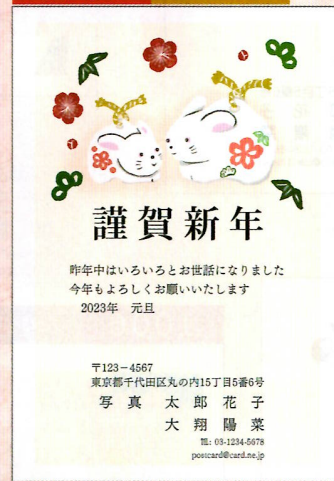 謹賀新年
昨年中はいろいろとお世話になりました
今年もよろしくお願いいたします
2023年 元旦
〒123-4567
東京都千代田区丸の内15丁目5番6号
写真 太郎花子
大翔陽菜
TEL: 03-1234-5678
postcard@card.ne.jp